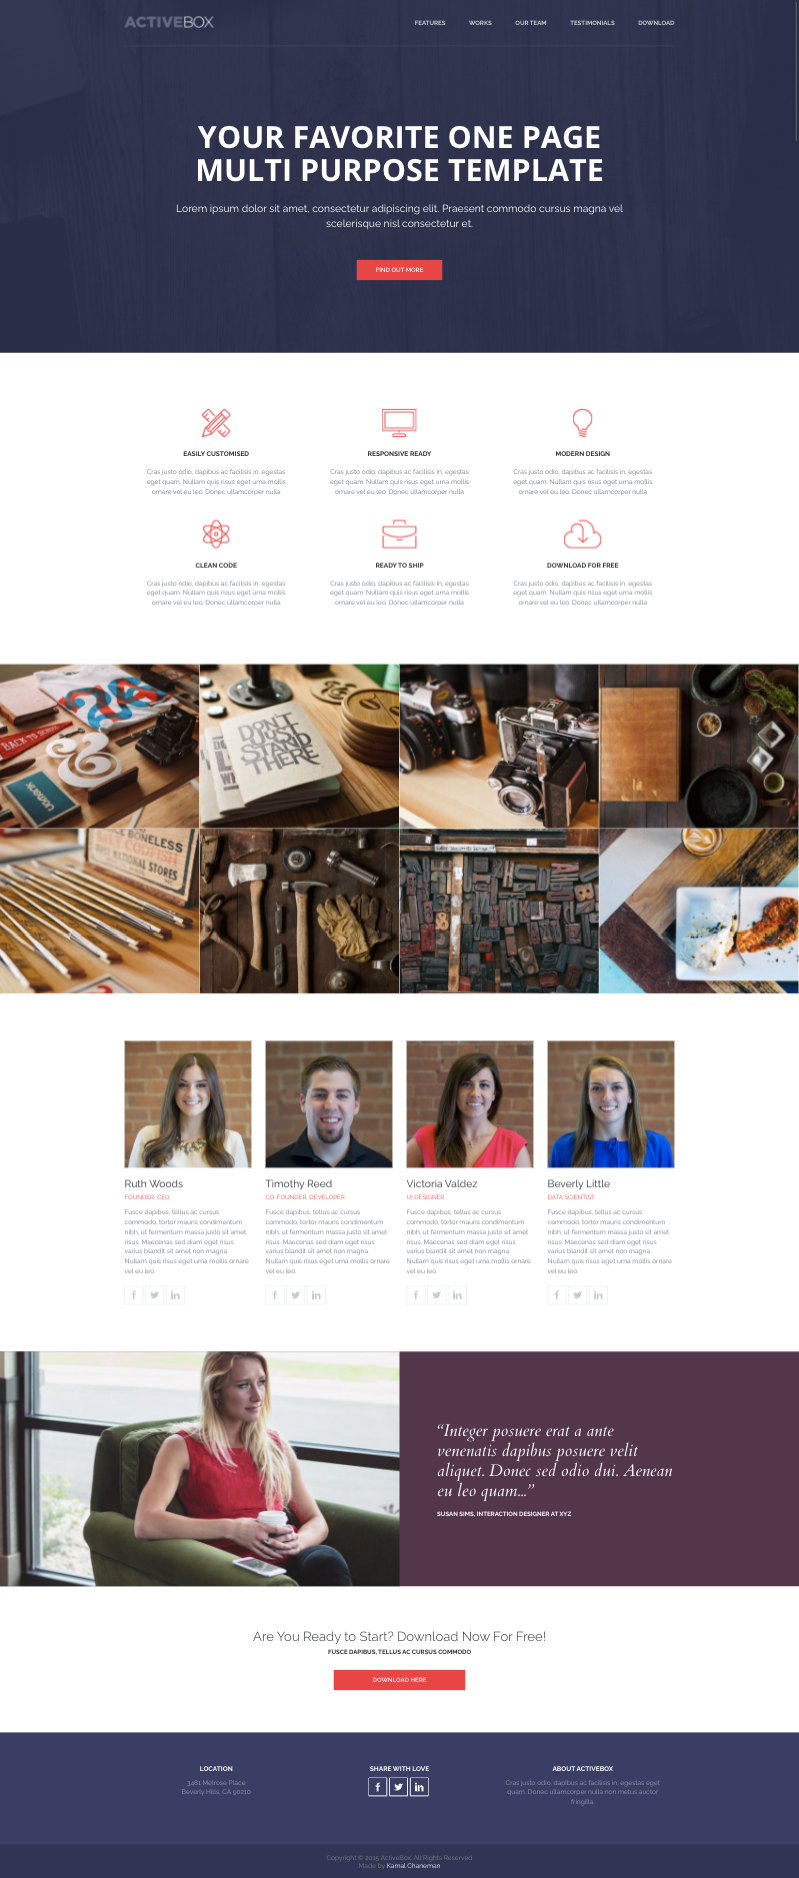 ACTIVEBOX
FEATURES WORKS OUR TEAM TESTIMONIALS DOWNLOAD
YOUR FAVORITE ONE PAGE
MULTI PURPOSE TEMPLATE
Lorem ipsum dolor sit amet, consectetur adipiscing elit. Praesent commodo cursus magna vel
scelerisque nisl consectetur et.
FIND OUT MORE
EASILY CUSTOMISED
Cras justo odio, dapibus ac facilisis in, egestas
eget quam. Nullam quis risus eget urna mollis
ornare vel eu leo. Donec ullamcorper nulla
RESPONSIVE READY
Cras justo odio, dapibus ac facilisis in, egestas
eget quam. Nullam quis risus eget urna mollis
ornare vel eu leo. Donec ullamcorper nulla
MODERN DESIGN
Cras justo odio, dapibus ac facilisis in, egestas
eget quam. Nullam quis risus eget urna mollis
ornare vel eu leo. Donec ullamcorper nulla
CLEAN CODE
Cras justo odio, dapibus ac facilisis in, egestas
eget quam. Nullam quis risus eget urna mollis
ornare vel eu leo. Donec ullamcorper nulla
READY TO SHIP
Cras justo odio, dapibus ac facilisis in, egestas
eget quam. Nullam quis risus eget urna mollis
ornare vel eu leo. Donec ullamcorper nulla
DOWNLOAD FOR FREE
Cras justo odio, dapibus ac facilisis in, egestas
eget quam. Nullam quis risus eget urna mollis
ornare vel eu leo. Donec ullamcorper nulla
BACK TO SCHOOL
&
DON'T
JUST
STAND
THERE
BONELESS
NATIONAL STORES
Ruth Woods
FOUNDER, CEO
Fusce dapibus, tellus ac cursus
commodo, tortor mauris condimentum
nibh, ut fermentum massa justo sit amet
risus. Maecenas sed diam eget risus
varius blandit sit amet non magna.
Nullam quis risus eget urna mollis ornare
vel eu leo.
Timothy Reed
CO-FOUNDER, DEVELOPER
Fusce dapibus, tellus ac cursus
commodo, tortor mauris condimentum
nibh, ut fermentum massa justo sit amet
risus. Maecenas sed diam eget risus
varius blandit sit amet non magna.
Nullam quis risus eget urna mollis ornare
vel eu leo.
Victoria Valdez
UI DESIGNER
Fusce dapibus, tellus ac cursus
commodo, tortor mauris condimentum
nibh, ut fermentum massa justo sit amet
risus. Maecenas sed diam eget risus
varius blandit sit amet non magna.
Nullam quis risus eget urna mollis ornare
vel eu leo.
Beverly Little
DATA SCIENTIST
Fusce dapibus, tellus ac cursus
commodo, tortor mauris condimentum
nibh, ut fermentum massa justo sit amet
risus. Maecenas sed diam eget risus
varius blandit sit amet non magna.
Nullam quis risus eget urna mollis ornare
vel eu leo.
“Integer posuere erat a ante
venenatis dapibus posuere velit
aliquet. Donec sed odio dui. Aenean
eu leo quam...”
SUSAN SIMS, INTERACTION DESIGNER AT XYZ
Are You Ready to Start? Download Now For Free!
FUSCE DAPIBUS, TELLUS AC CURSUS COMMODO
DOWNLOAD HERE
LOCATION
3481 Melrose Place
Beverly Hills, CA 90210
SHARE WITH LOVE
ABOUT ACTIVEBOX
Cras justo odio, dapibus ac facilisis in, egestas eget
quam. Donec ullamcorper nulla non metus auctor
fringilla.
Copyright © 2015 ActiveBox. All Rights Reserved
Made by Kamal Chaneman